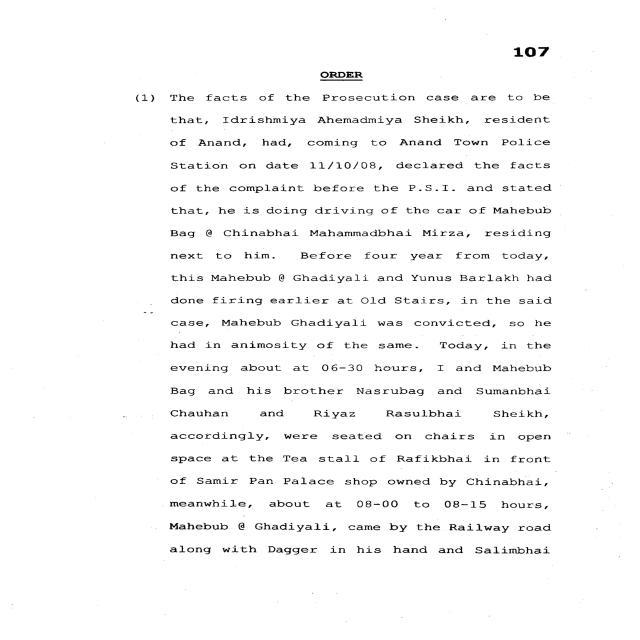 107
ORDER
(1) The facts of the Prosecution case are to be
that, Idrishmiya Ahemadmiya Sheikh, resident
of Anand, had, coming to Anand Town Police
Station on date 11/10/08, declared the facts
of the complaint before the P.S.I. and stated
that, he is doing driving of the car of Mahebub
Bag @ Chinabhai Mahammadbhai Mirza, residing
next to him. Before four year from today,
this Mahebub @ Ghadiyali and Yunus Barlakh had
done firing earlier at Old Stairs, in the said
case, Mahebub Ghadiyali was convicted, so he
had in animosity of the same. Today, in the
evening about at 06-30 hours, I and Mahebub
Bag and his brother Nasrubag and Sumanbhai
Chauhan and Riyaz Rasulbhai Sheikh,
accordingly, were seated on chairs in open
space at the Tea stall of Rafikbhai in front
of Samir Pan Palace shop owned by Chinabhai,
meanwhile, about at 08-00 to 08-15 hours,
Mahebub @ Ghadiyali, came by the Railway road
along with Dagger in his hand and Salimbhai